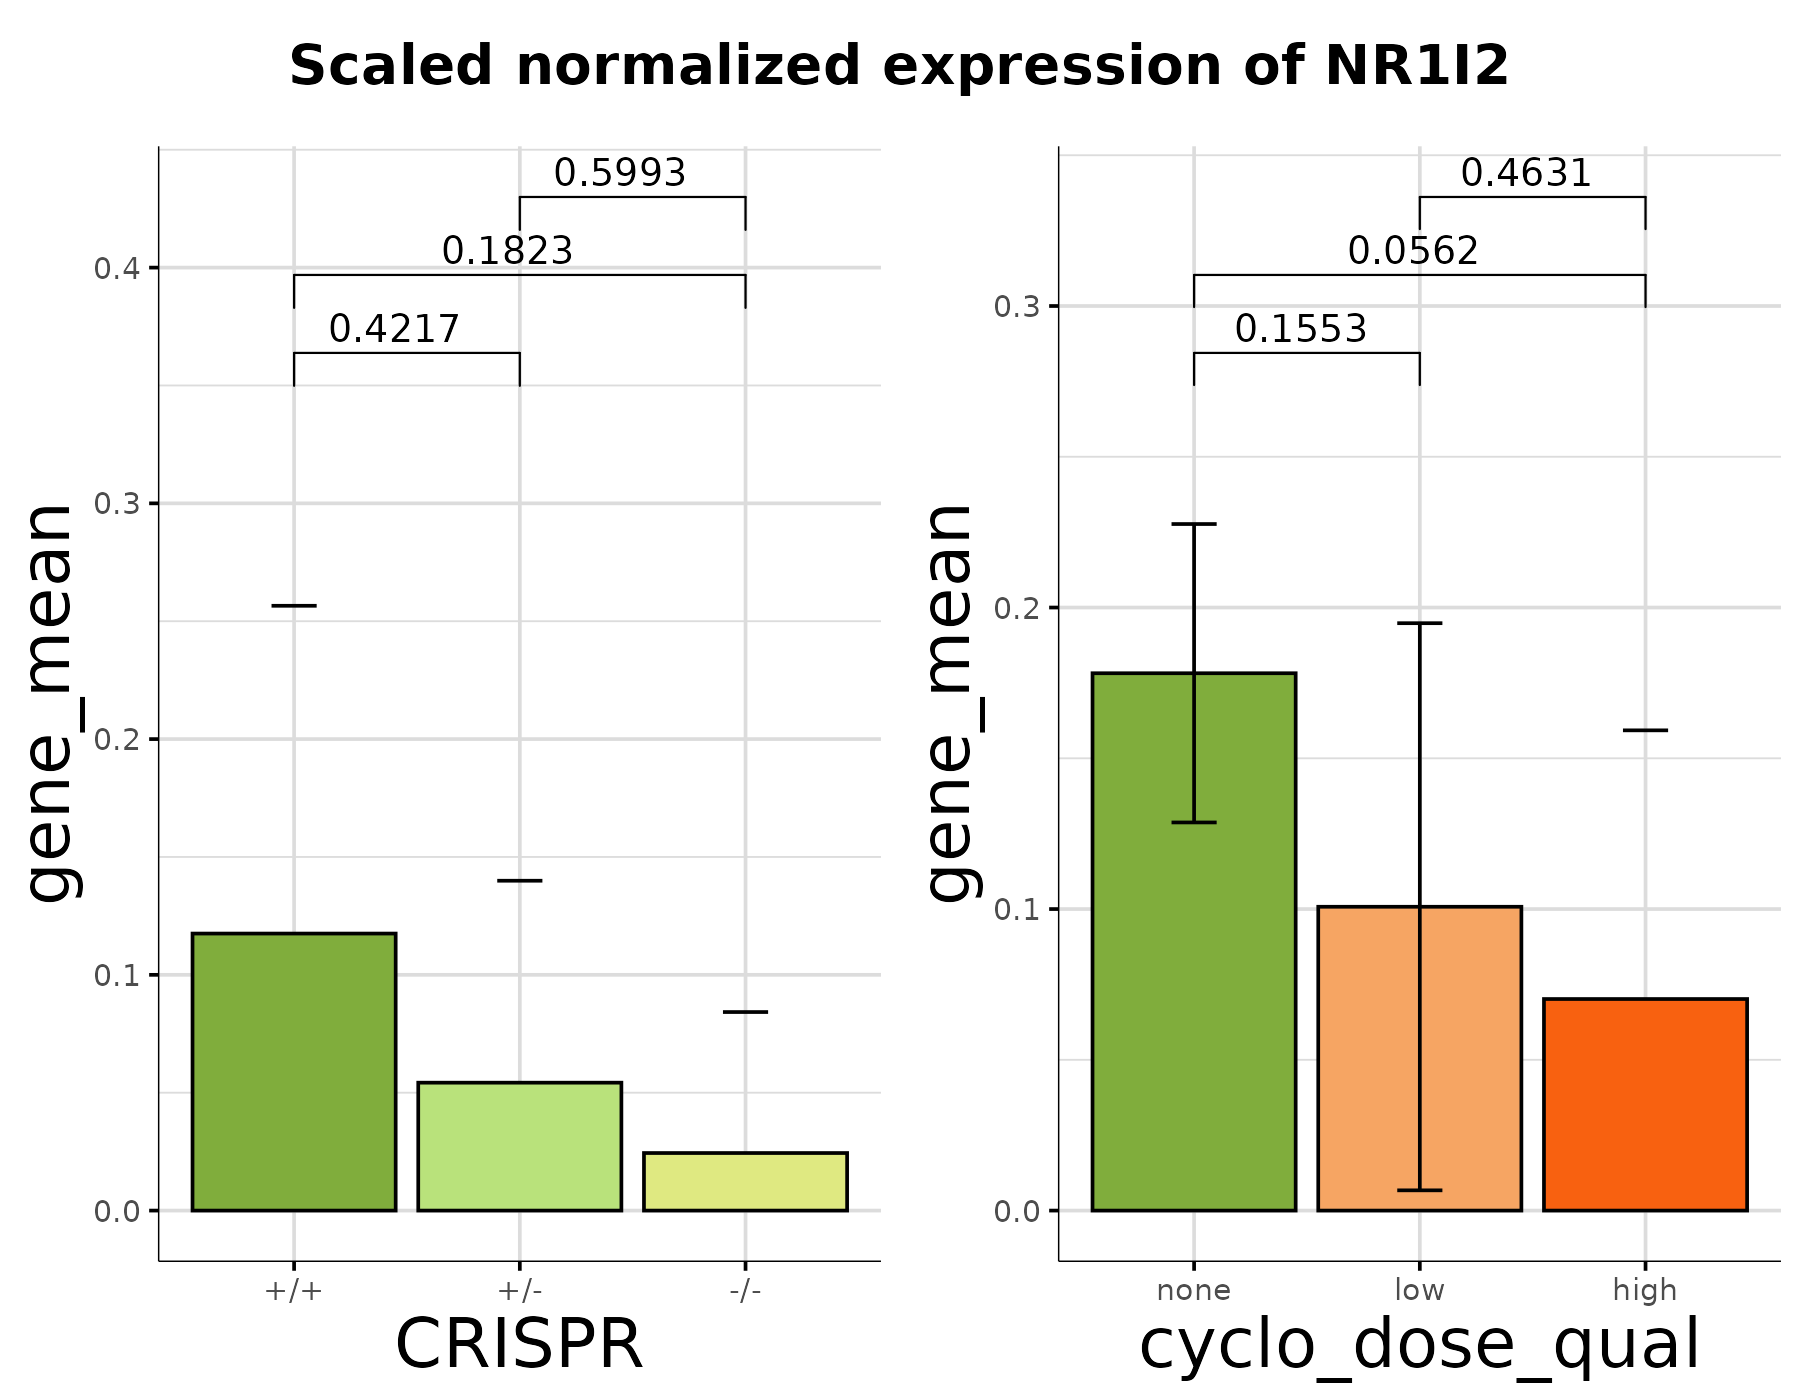 Scaled normalized expression of NR1I2
gene_mean
0.4
0.3
0.2
0.1
0.0
0.5993
0.1823
0.4217
+/+
+/-
-/-
CRISPR
gene_mean
0.3
0.2
0.1
0.0
0.4631
0.0562
0.1553
none
low
high
cyclo_dose_qual